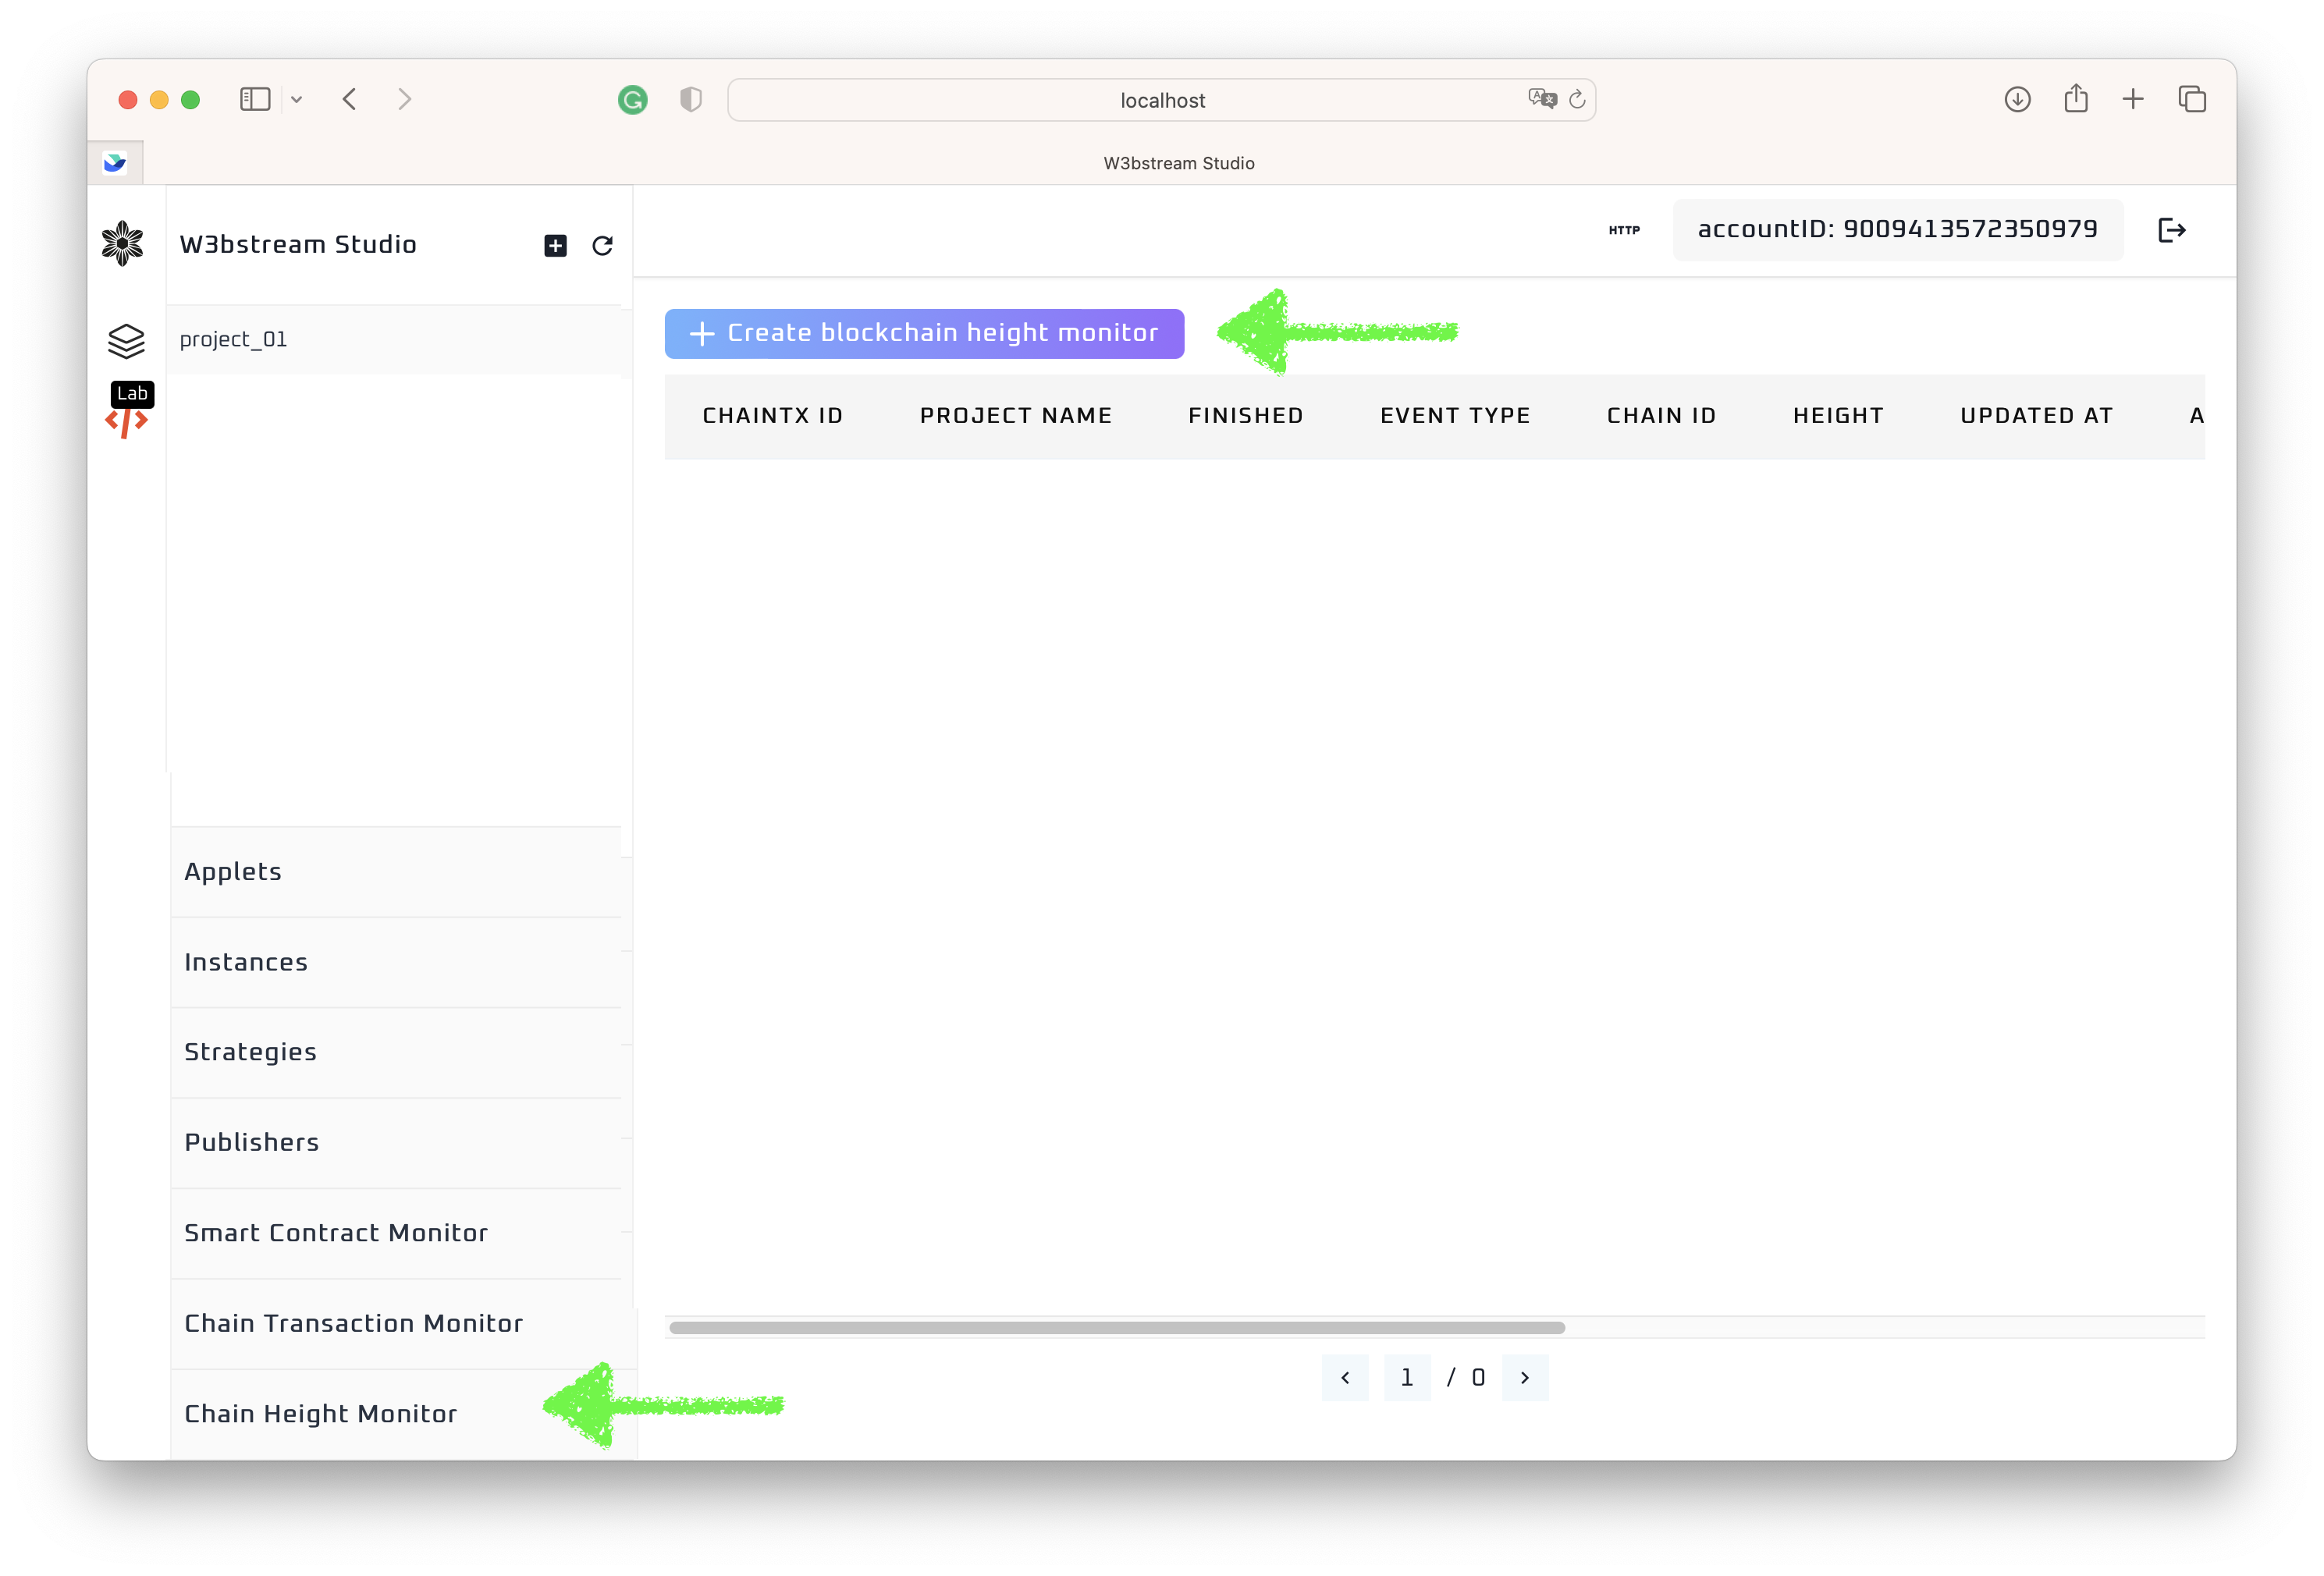 localhost
W3bstream Studio
W3bstream Studio
HTTP
accountID: 9009413572350979
project_01
Lab
+ Create blockchain height monitor
CHAINTX ID PROJECT NAME FINISHED EVENT TYPE CHAIN ID HEIGHT UPDATED AT A
Applets
Instances
Strategies
Publishers
Smart Contract Monitor
Chain Transaction Monitor
Chain Height Monitor
< 1 / 0 >